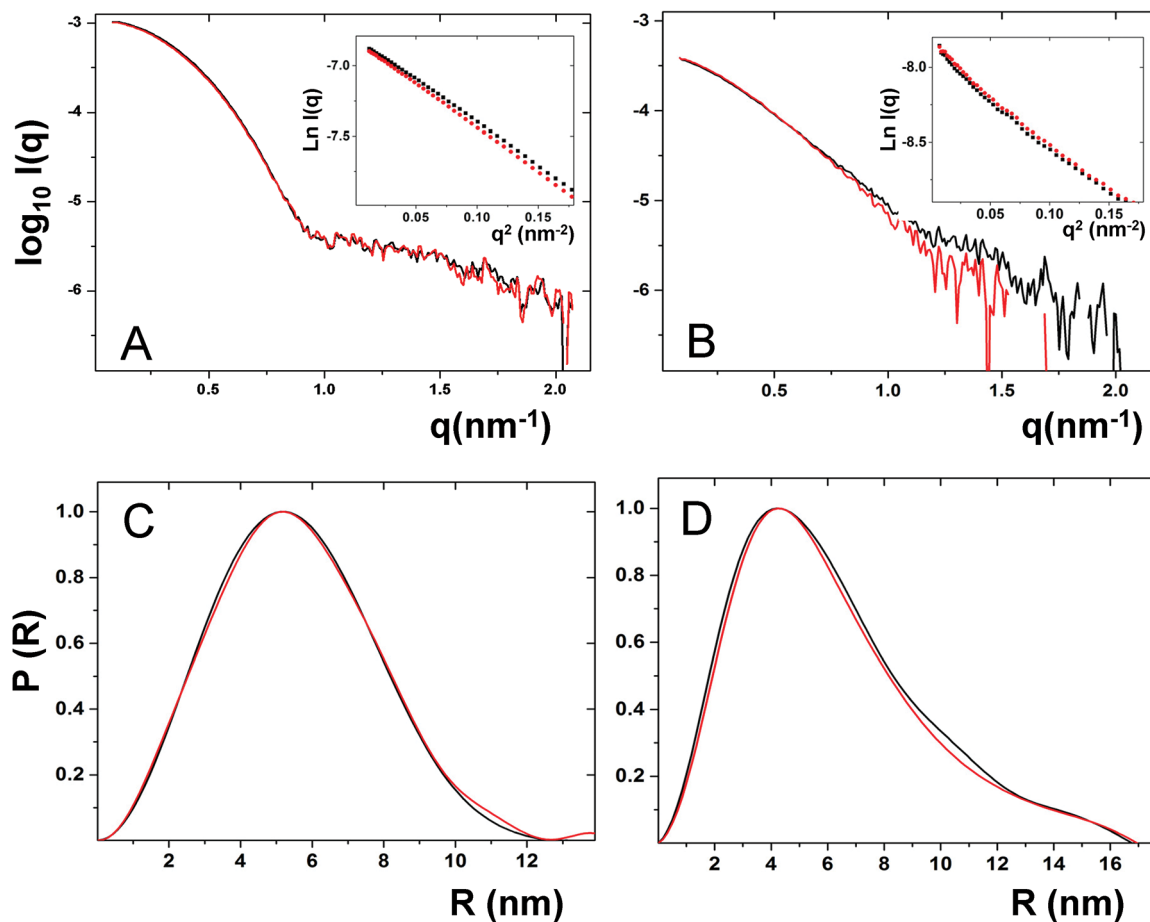 -3
-4
-5
-6
log10 I(q)
A
0.5 1.0 1.5 2.0
q(nm-1)
-7.0
-7.5
Ln I(q)
0.05 0.10 0.15
q2 (nm-2)
-3
-4
-5
-6
B
0.5 1.0 1.5 2.0
q(nm-1)
-8.0
-8.5
Ln I(q)
0.05 0.10 0.15
q2 (nm-2)
C
1.0
0.8
0.6
0.4
0.2
P (R)
2 4 6 8 10 12
R (nm)
D
1.0
0.8
0.6
0.4
0.2
2 4 6 8 10 12 14 16
R (nm)